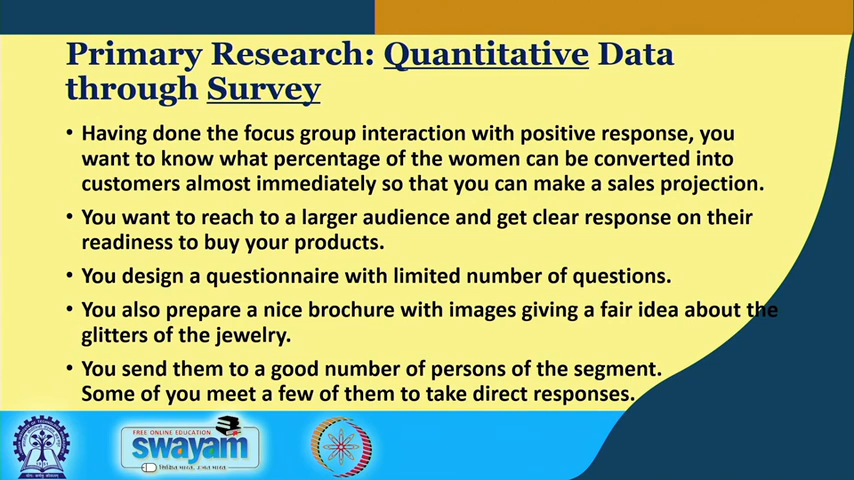 Primary Research: Quantitative Data
through Survey
• Having done the focus group interaction with positive response, you
want to know what percentage of the women can be converted into
customers almost immediately so that you can make a sales projection.
• You want to reach to a larger audience and get clear response on their
readiness to buy your products.
• You design a questionnaire with limited number of questions.
• You also prepare a nice brochure with images giving a fair idea about the
glitters of the jewelry.
• You send them to a good number of persons of the segment.
Some of you meet a few of them to take direct responses.
FREE ONLINE EDUCATION
swayam